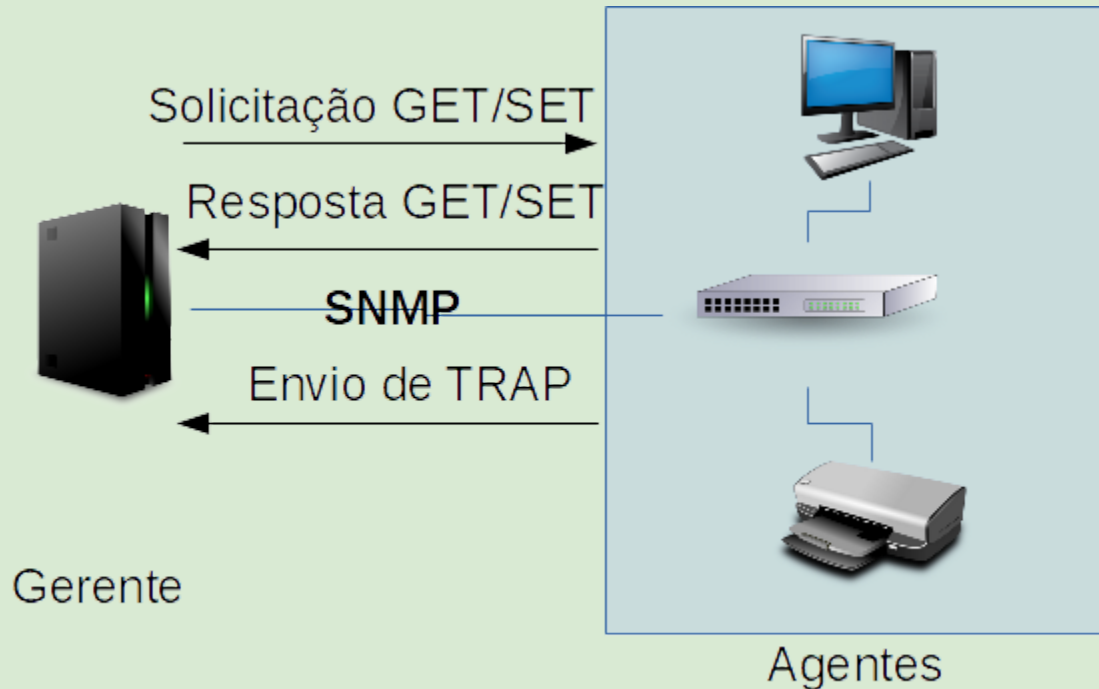 Solicitação GET/SET
Resposta GET/SET
SNMP
Envio de TRAP
Gerente
Agentes